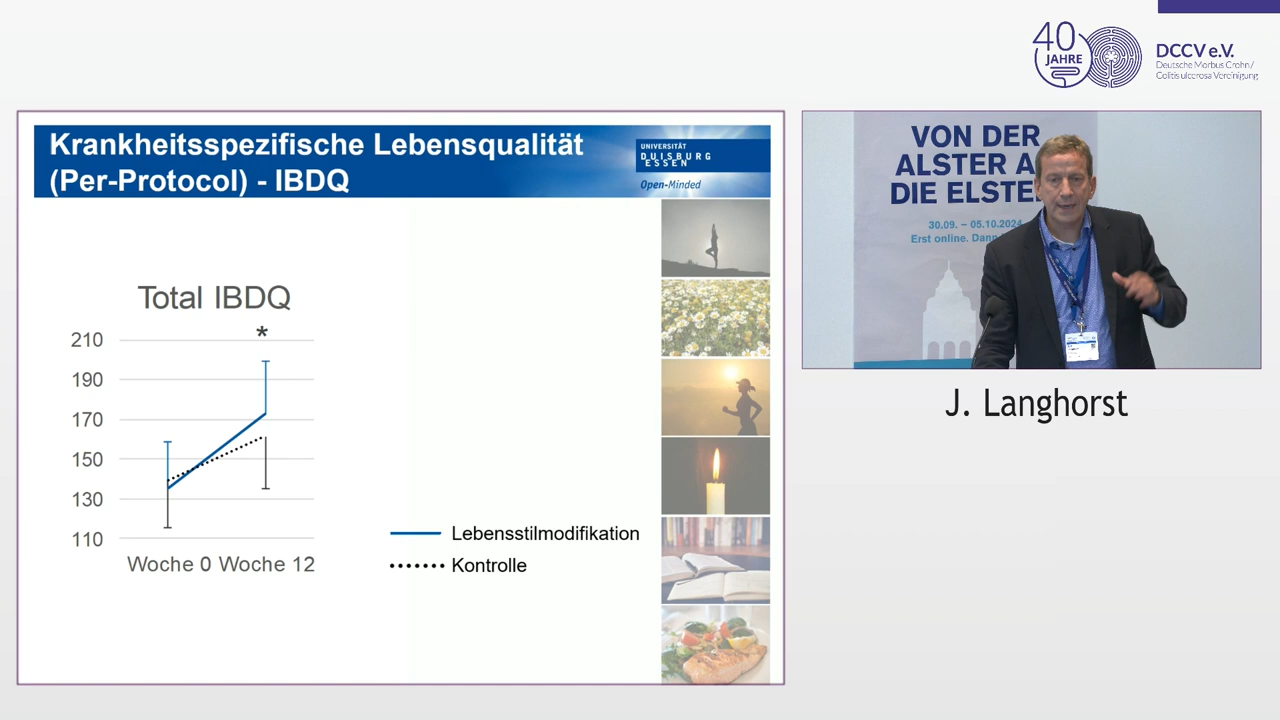 40
JAHRE
DCCV e.V.
Deutsche Morbus Crohn/
Colitis ulcerosa Vereinigung
Krankheitsspezifische Lebensqualität
(Per-Protocol) - IBDQ
UNIVERSITÄT
DUISBURG
ESSEN
Open-Minded
Total IBDQ
*
210
190
170
150
130
110
Woche 0 Woche 12
Lebensstilmodifikation
Kontrolle
VON DER
ALSTER A
DIE ELSTE
30.09. – 05.10.2024
Erst online. Dann
J. Langhorst